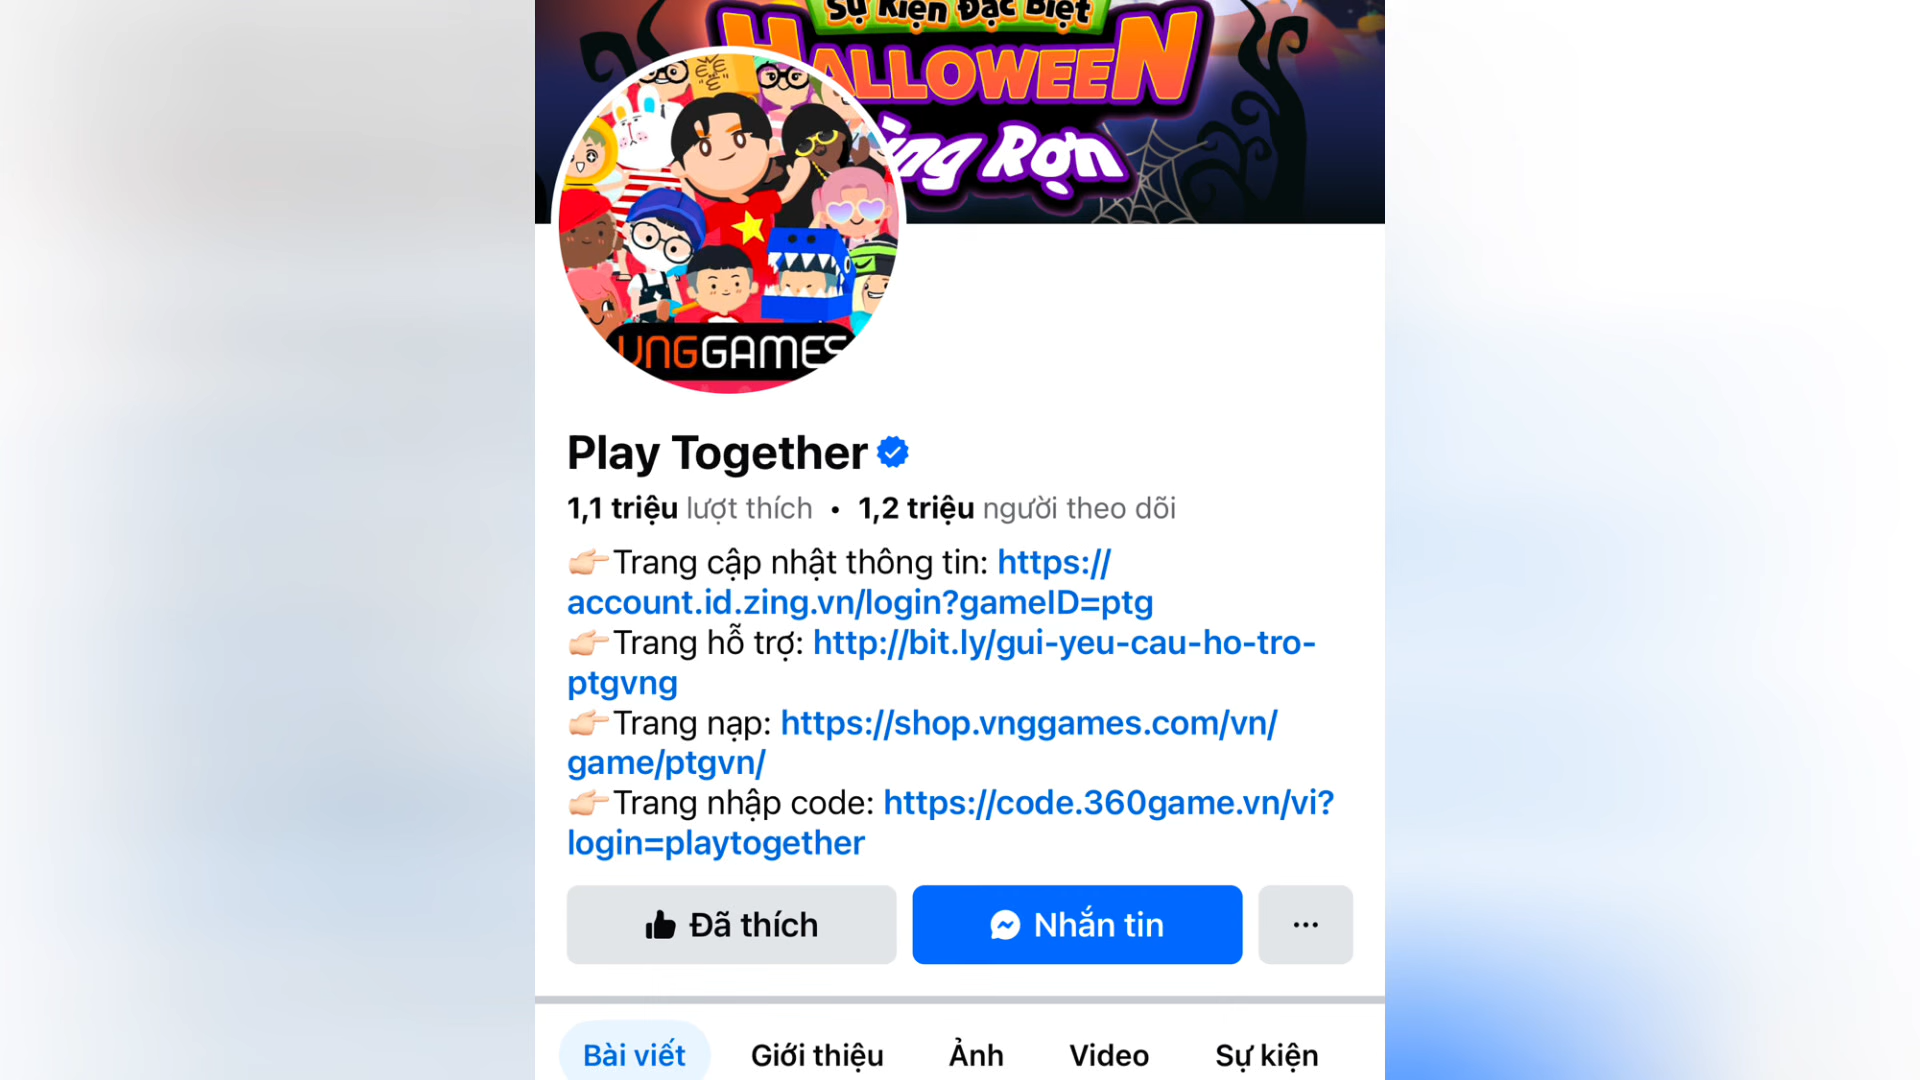 Sự Kiện Đặc Biệt
HALLOWEEN
Rợn
VNGGAMES
Play Together
1,1 triệu lượt thích • 1,2 triệu người theo dõi
👉🏻Trang cập nhật thông tin: https://
account.id.zing.vn/login?gameID=ptg
👉🏻Trang hỗ trợ: http://bit.ly/gui-yeu-cau-ho-tro-
ptgvng
👉🏻Trang nạp: https://shop.vnggames.com/vn/
game/ptgvn/
👉🏻Trang nhập code: https://code.360game.vn/vi?
login=playtogether
Đã thích
Nhắn tin
Bài viết
Giới thiệu
Ảnh
Video
Sự kiện